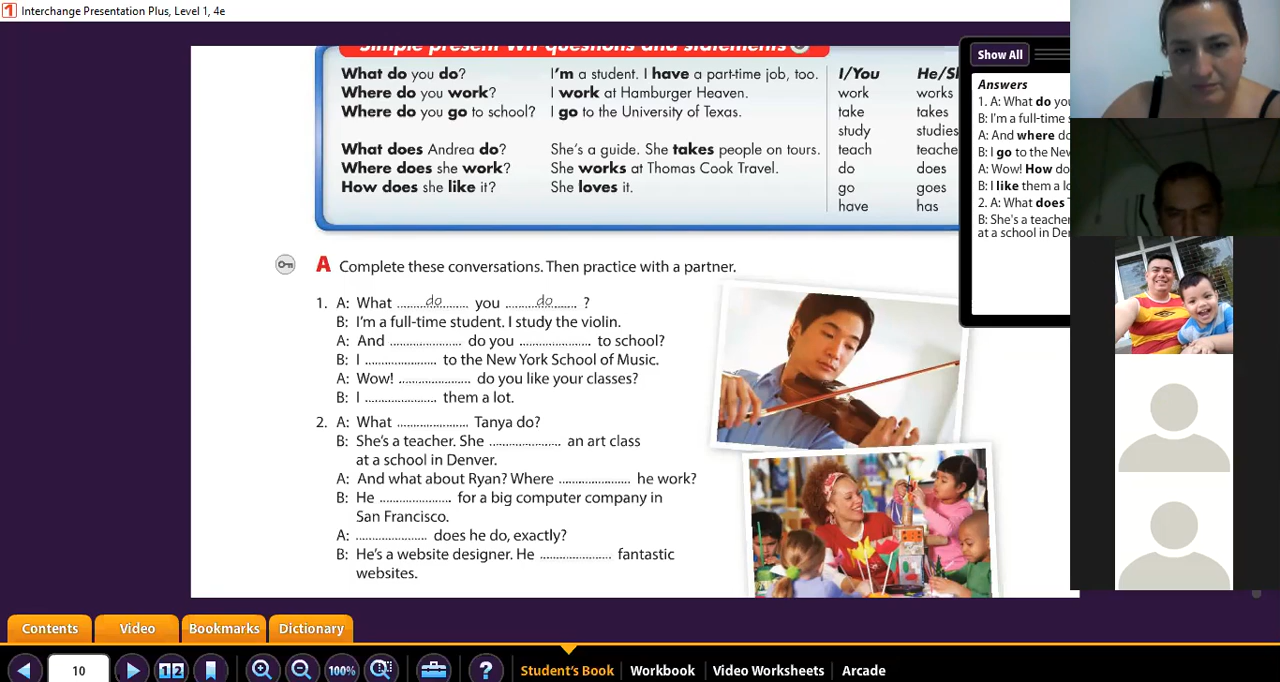 Interchange Presentation Plus, Level 1, 4e
Simple present Wh-questions and statements
What do you do? I'm a student. I have a part-time job, too. I/You
Where do you work? I work at Hamburger Heaven. work works
Where do you go to school? I go to the University of Texas. take takes
study studies
What does Andrea do? She's a guide. She takes people on tours. teach
Where does she work? She works at Thomas Cook Travel. do does
How does she like it? She loves it. go goes
have has
A Complete these conversations. Then practice with a partner.
1. A: What ........do........ you ........do........ ?
B: I'm a full-time student. I study the violin.
A: And .................... do you .................... to school?
B: I .................... to the New York School of Music.
A: Wow! .................... do you like your classes?
B: I .................... them a lot.
2. A: What .................... Tanya do?
B: She's a teacher. She .................... an art class
at a school in Denver.
A: And what about Ryan? Where .................... he work?
B: He .................... for a big computer company in
San Francisco.
A: .................... does he do, exactly?
B: He's a website designer. He .................... fantastic
websites.
Show All
Answers
1. A: What do you
B: I'm a full-time
A: And where do
B: I go to the New
A: Wow! How do
B: I like them a lo
2. A: What does
B: She's a teacher
at a school in Der
Contents Video Bookmarks Dictionary
10 1 2 100% ? Student's Book Workbook Video Worksheets Arcade